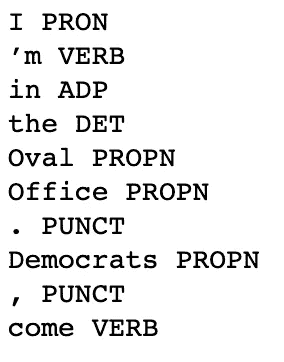 I PRON
’m VERB
in ADP
the DET
Oval PROPN
Office PROPN
. PUNCT
Democrats PROPN
, PUNCT
come VERB